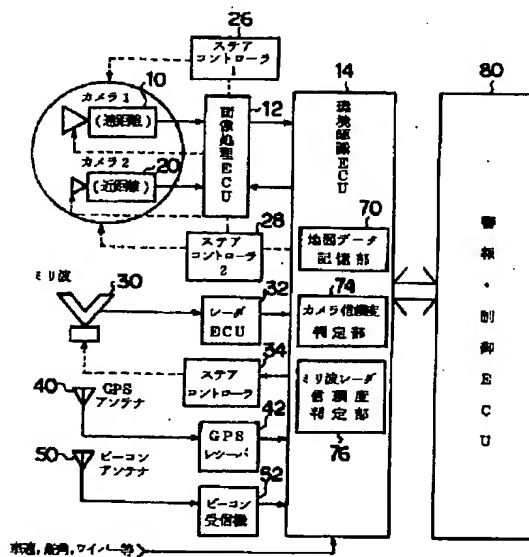 26
ステア
コントローラ
1
14
80
カメラ1
10
(遠距離)
12
画像処理ECU
環境認識ECU
カメラ2
20
(近距離)
28
ステア
コントローラ
2
70
地図データ
記憶部
警報・制御ECU
ミリ波
30
32
レーダ
ECU
74
カメラ信頼度
判定部
34
ステア
コントローラ
ミリ波レーダ
信頼度
判定部
76
40
GPS
アンテナ
42
GPS
レシーバ
50
ビーコン
アンテナ
52
ビーコン
受信機
車速,舵角,ワイパー等